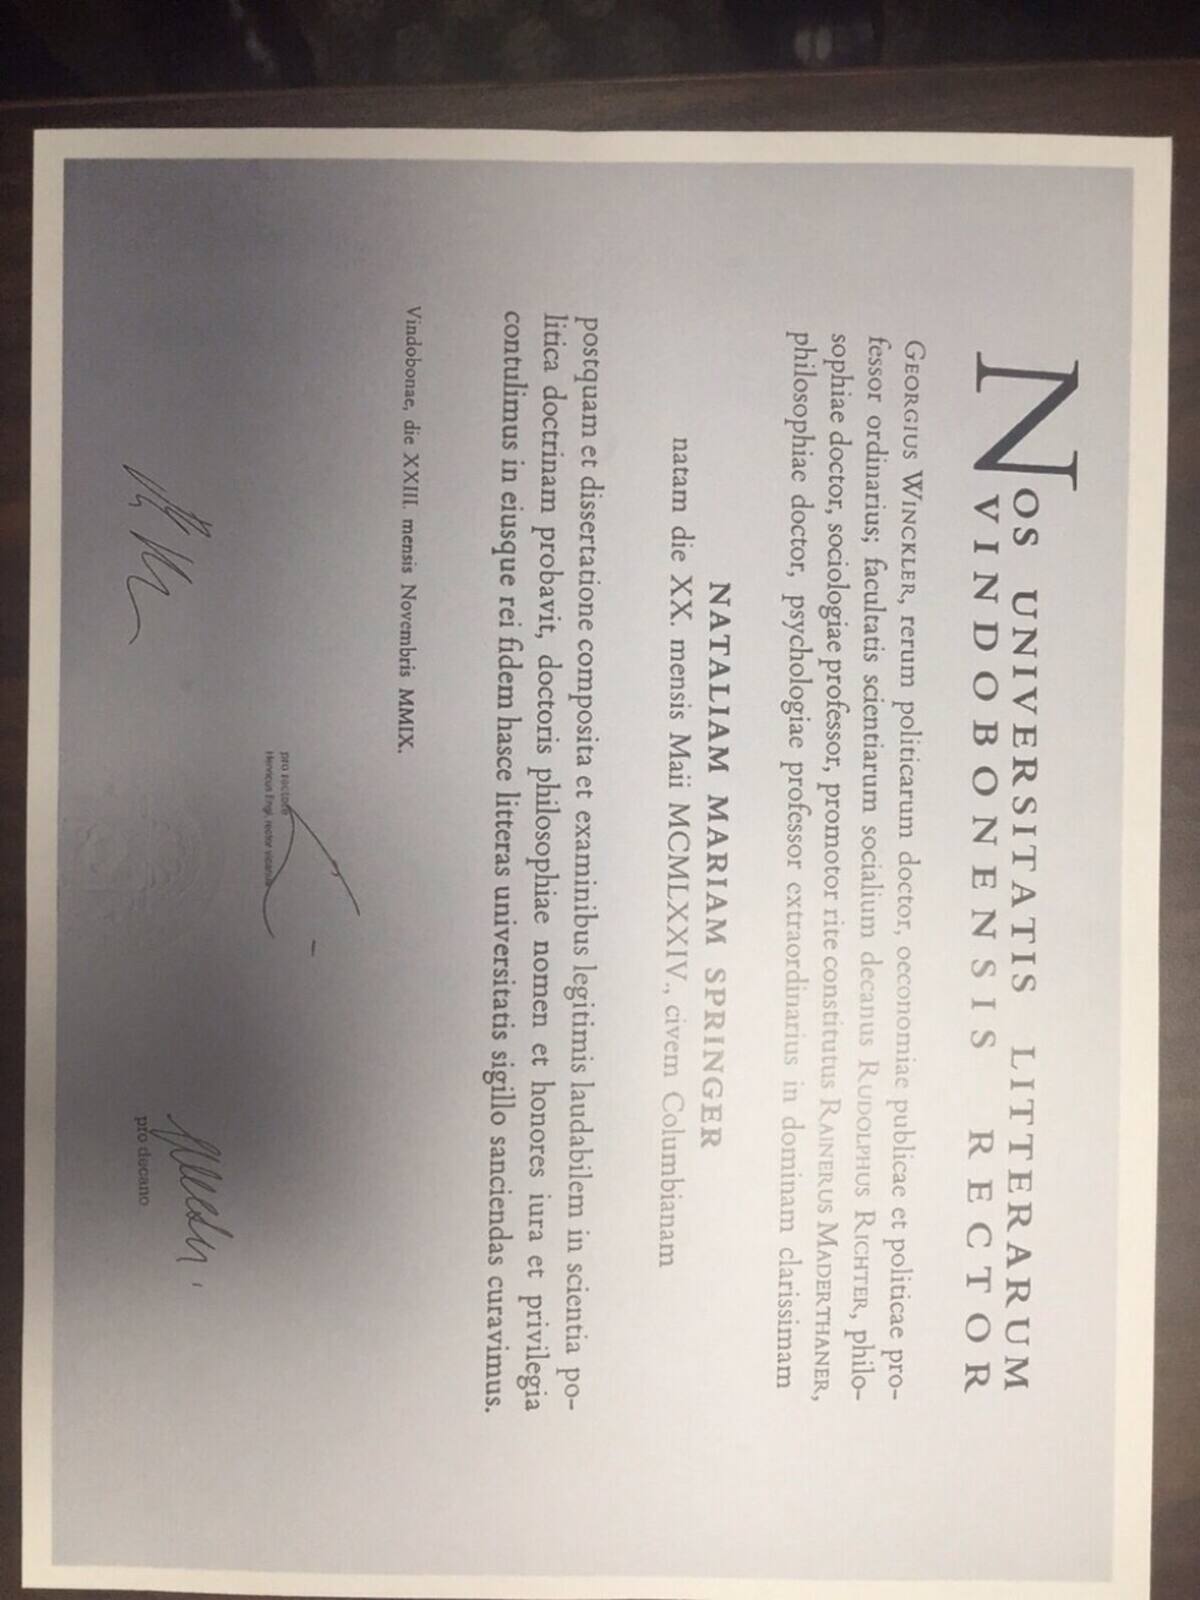 NOS UNIVERSITATIS LITTERARUM
VINDOBONENSIS RECTOR
GEORGIUS WINCKLER, rerum politicarum doctor, oeconomiae publicae et politicae pro-
fessor ordinarius; facultatis scientiarum socialium decanus RUDOLPHUS RICHTER, philo-
sophiae doctor, sociologiae professor, promotor rite constitutus RAINERUS MADERTHANER,
philosophiae doctor, psychologiae professor extraordinarius in dominam clarissimam
NATALIAM MARIAM SPRINGER
natam die XX. mensis Maii MCMLXXIV., civem Columbianam
postquam et dissertatione composita et examinibus legitimis laudabilem in scientia po-
litica doctrinam probavit, doctoris philosophiae nomen et honores iura et privilegia
contulimus in eiusque rei fidem hasce litteras universitatis sigillo sanciendas curavimus.
Vindobonae, die XXIII. mensis Novembris MMIX.
pro rectore
Henricus Engl, rector vicarius
pro decano